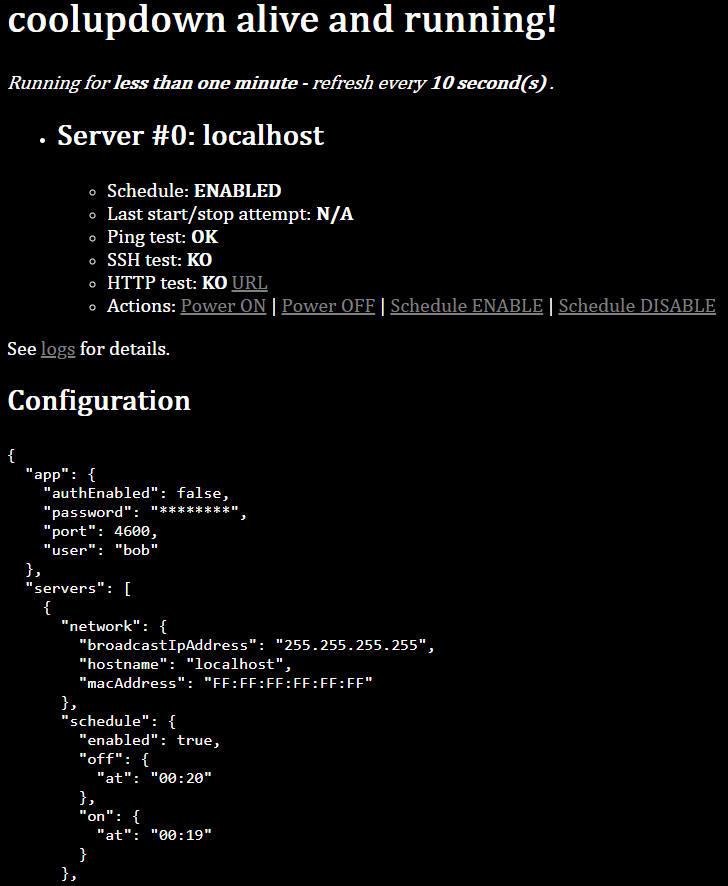 coolupdown alive and running!
Running for less than one minute - refresh every 10 second(s) .
Server #0: localhost
Schedule: ENABLED
Last start/stop attempt: N/A
Ping test: OK
SSH test: KO
HTTP test: KO URL
Actions: Power ON | Power OFF | Schedule ENABLE | Schedule DISABLE
See logs for details.
Configuration
{
  "app": {
    "authEnabled": false,
    "password": "********",
    "port": 4600,
    "user": "bob"
  },
  "servers": [
    {
      "network": {
        "broadcastIpAddress": "255.255.255.255",
        "hostname": "localhost",
        "macAddress": "FF:FF:FF:FF:FF:FF"
      },
      "schedule": {
        "enabled": true,
        "off": {
          "at": "00:20"
        },
        "on": {
          "at": "00:19"
        }
      },